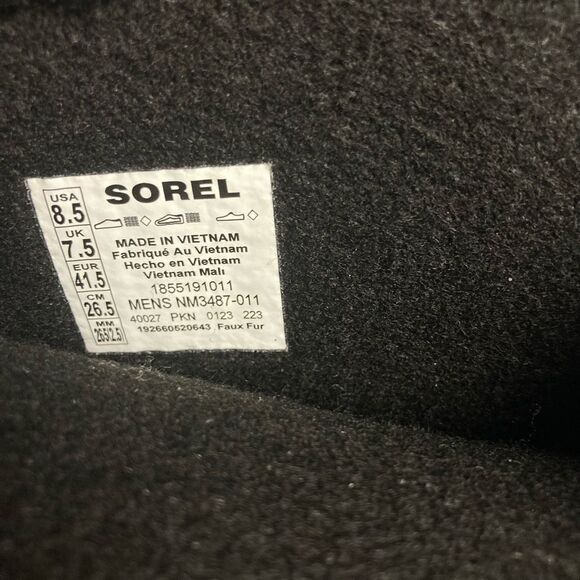 SOREL
USA
8.5
UK
7.5
EUR
41.5
CM
26.5
MM
265(2.5)
MADE IN VIETNAM
Fabriqué Au Vietnam
Hecho en Vietnam
Vietnam Malı
1855191011
MENS NM3487-011
40027 PKN 0123 223
192660520643 Faux Fur